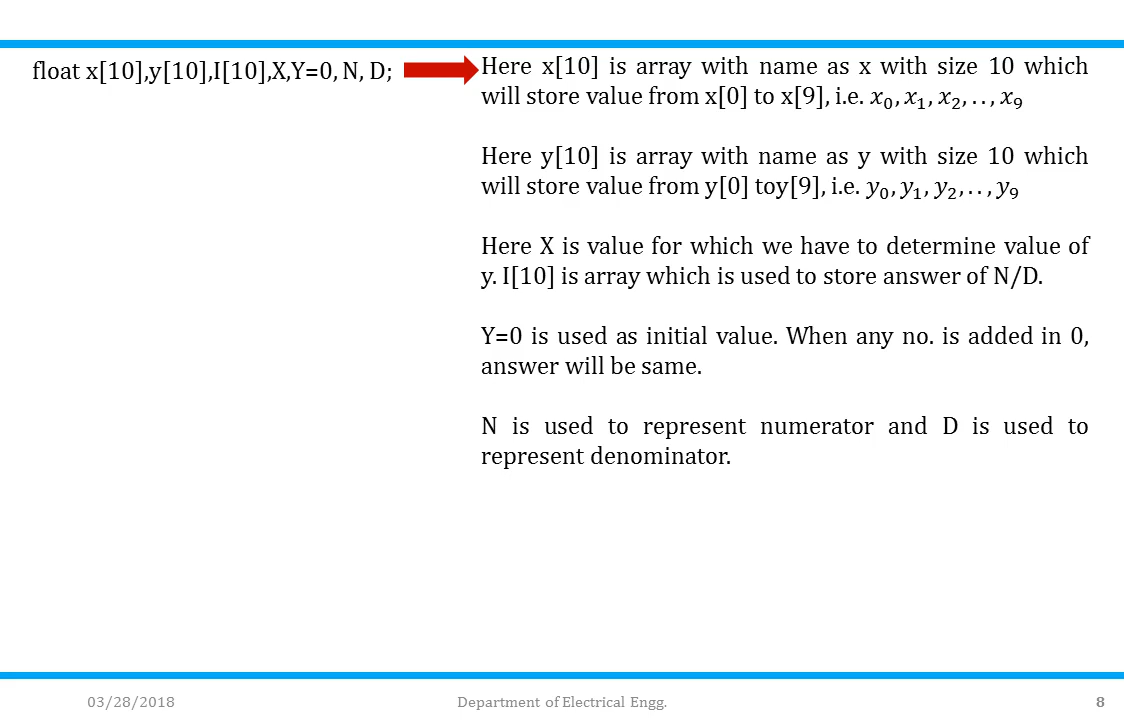 float x[10],y[10],I[10],X,Y=0, N, D;
Here x[10] is array with name as x with size 10 which
will store value from x[0] to x[9], i.e. x₀, x₁, x₂, . . , x₉
Here y[10] is array with name as y with size 10 which
will store value from y[0] toy[9], i.e. y₀, y₁, y₂, . . , y₉
Here X is value for which we have to determine value of
y. I[10] is array which is used to store answer of N/D.
Y=0 is used as initial value. When any no. is added in 0,
answer will be same.
N is used to represent numerator and D is used to
represent denominator.
03/28/2018
Department of Electrical Engg.
8